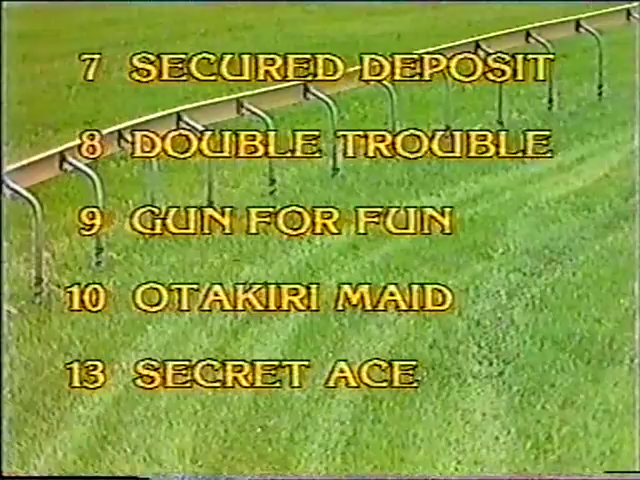 7 SECURED DEPOSIT
8 DOUBLE TROUBLE
9 GUN FOR FUN
10 OTAKIRI MAID
13 SECRET ACE